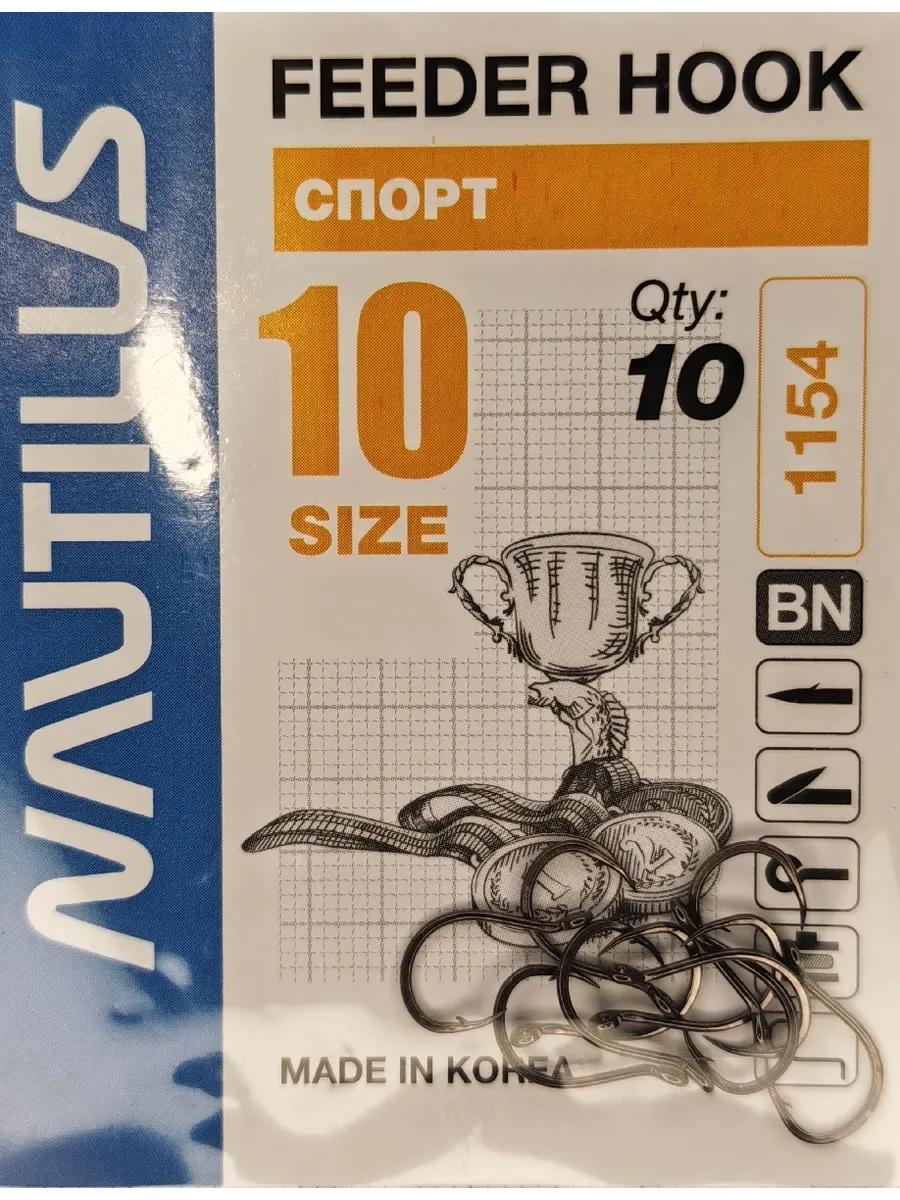 NAUTILUS
FEEDER HOOK
СПОРТ
10
SIZE
Qty:
10
1154
BN
MADE IN KOREA